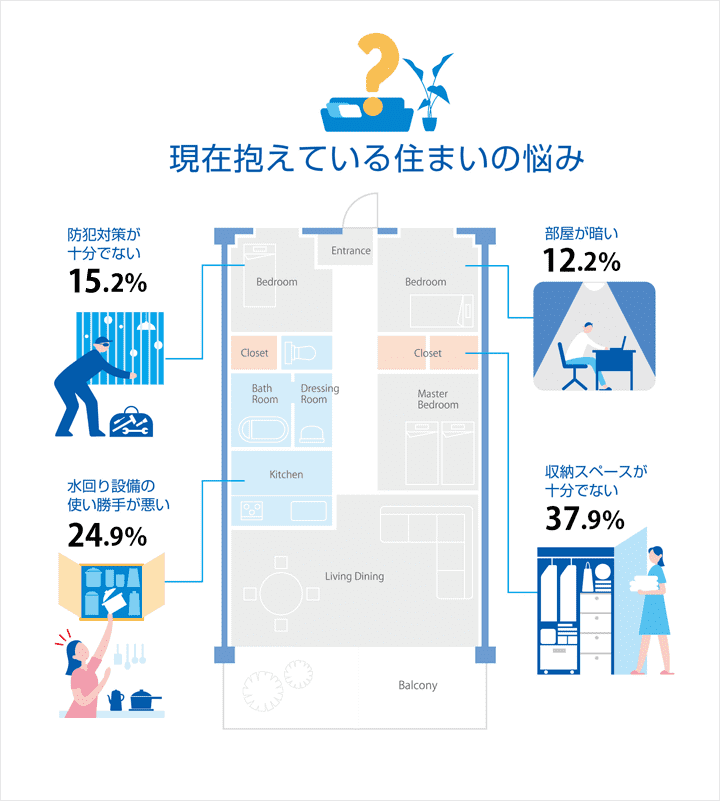 現在抱えている住まいの悩み
防犯対策が
十分でない
15.2%
部屋が暗い
12.2%
Entrance
Bedroom
Bedroom
Closet
Closet
Bath
Room
Dressing
Room
Master
Bedroom
水回り設備の
使い勝手が悪い
24.9%
収納スペースが
十分でない
37.9%
Kitchen
Living Dining
Balcony